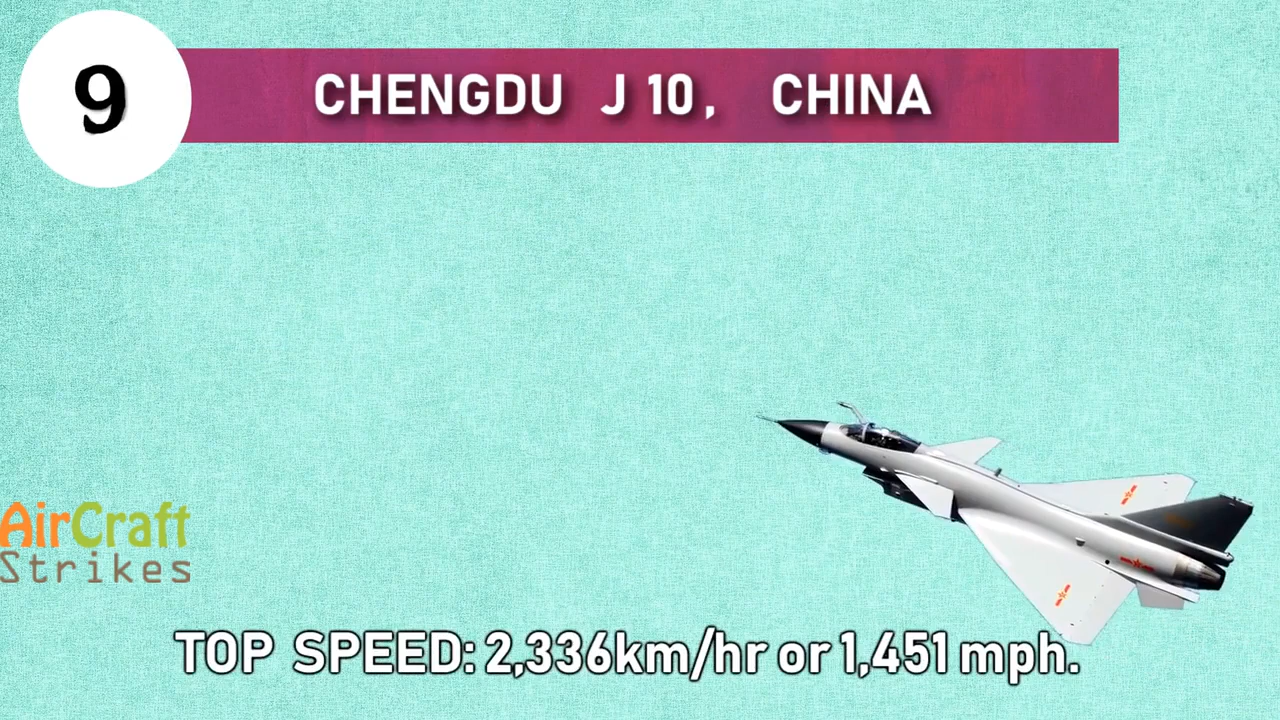 9
CHENGDU J 10, CHINA
AirCraft
Strikes
TOP SPEED: 2,336km/hr or 1,451 mph.